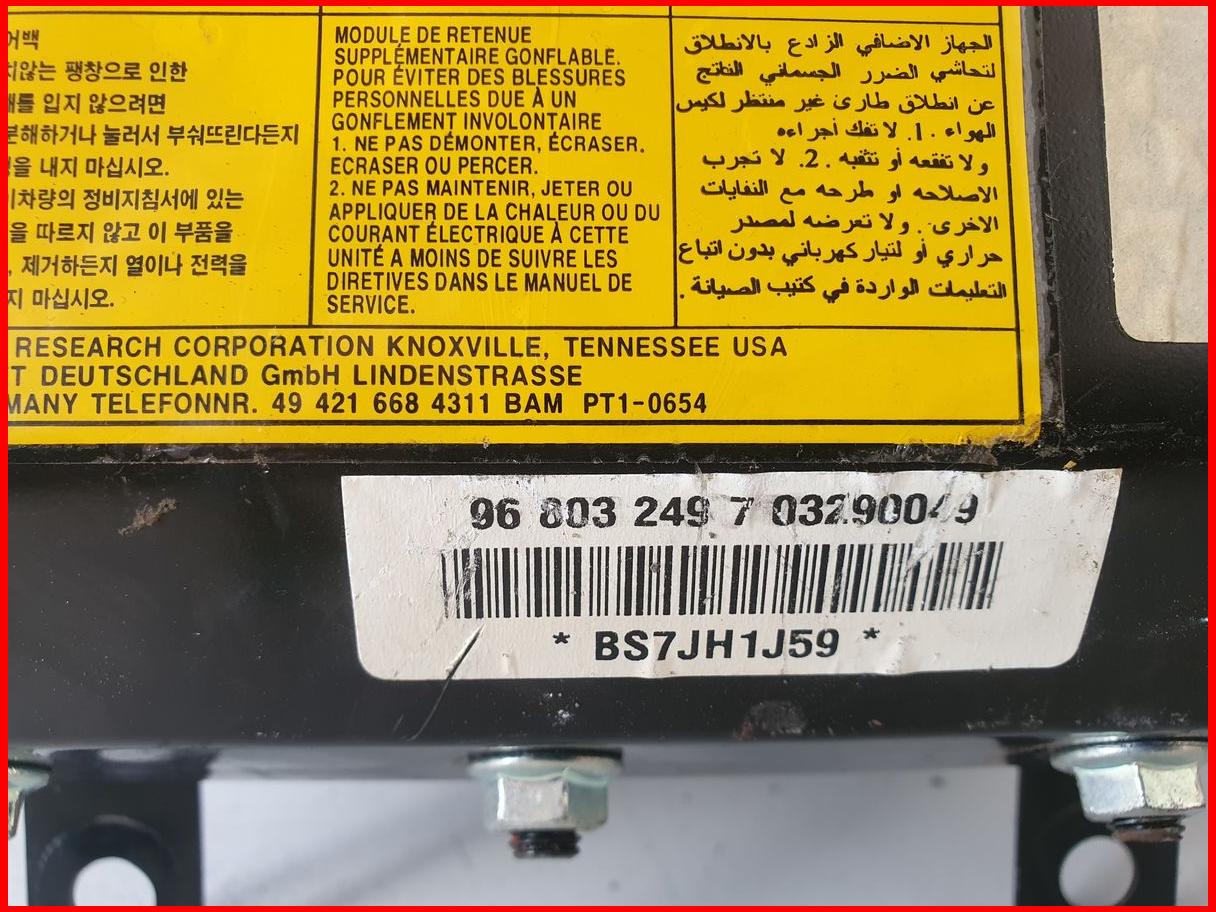 않는 팽창으로 인한
를 입지 않으려면
분해하거나 눌러서 부숴뜨린다든지
을 내지 마십시오.
차량의 정비지침서에 있는
을 따르지 않고 이 부품을
, 제거하든지 열이나 전력을
지 마십시오.
MODULE DE RETENUE
SUPPLÉMENTAIRE GONFLABLE.
POUR ÉVITER DES BLESSURES
PERSONNELLES DUE À UN
GONFLEMENT INVOLONTAIRE
1. NE PAS DÉMONTER, ÉCRASER.
ECRASER OU PERCER.
2. NE PAS MAINTENIR, JETER OU
APPLIQUER DE LA CHALEUR OU DU
COURANT ÉLECTRIQUE À CETTE
UNITÉ A MOINS DE SUIVRE LES
DIRETIVES DANS LE MANUEL DE
SERVICE.
الجهاز الاضافي الزادع بالانطلاق
لتحاشي الضرر الجسماني الناتج
عن انطلاق طارئ غير منتظر لكيس
الهواء . 1. لا تفك أجراءه
ولا تفقعه أو تثقبه . 2. لا تجرب
الاصلاحه او طرحه مع النفايات
الاخرى . ولا تعرضه لمصدر
حراري أو لتيار كهربائي بدون اتباع
التعليمات الواردة في كتيب الصيانة .
RESEARCH CORPORATION KNOXVILLE, TENNESSEE USA
T DEUTSCHLAND GmbH LINDENSTRASSE
MANY TELEFONNR. 49 421 668 4311 BAM PT1-0654
96 803 249 7 03290049
* BS7JH1J59 *